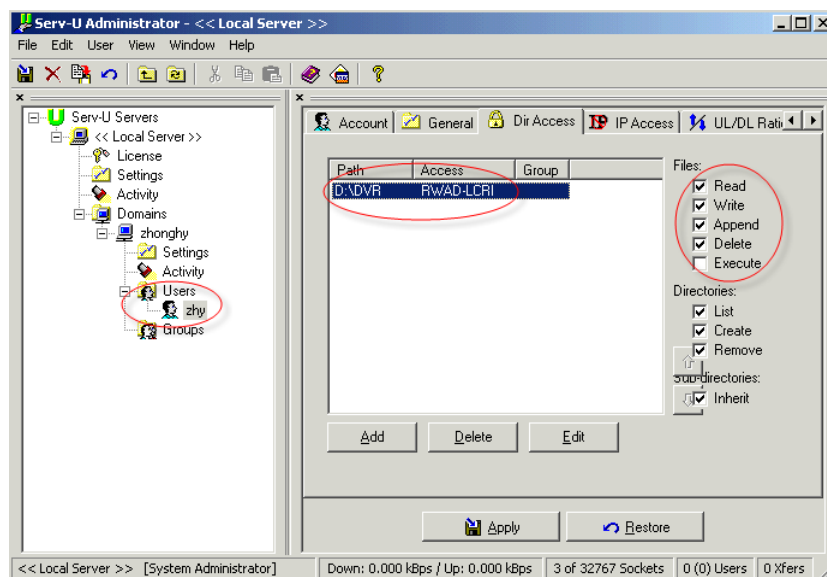 Serv-U Administrator - << Local Server >>
File Edit User View Window Help
Serv-U Servers
<< Local Server >>
License
Settings
Activity
Domains
zhonghy
Settings
Activity
Users
zhy
Groups
Account General Dir Access IP Access UL/DL Rati
Path Access Group
D:\DVR RWAD-LCRI
Files:
Read
Write
Append
Delete
Execute
Directories:
List
Create
Remove
Sub-directories:
Inherit
Add Delete Edit
Apply Restore
<< Local Server >> [System Administrator] Down: 0.000 kBps / Up: 0.000 kBps 3 of 32767 Sockets 0 (0) Users 0 Xfers